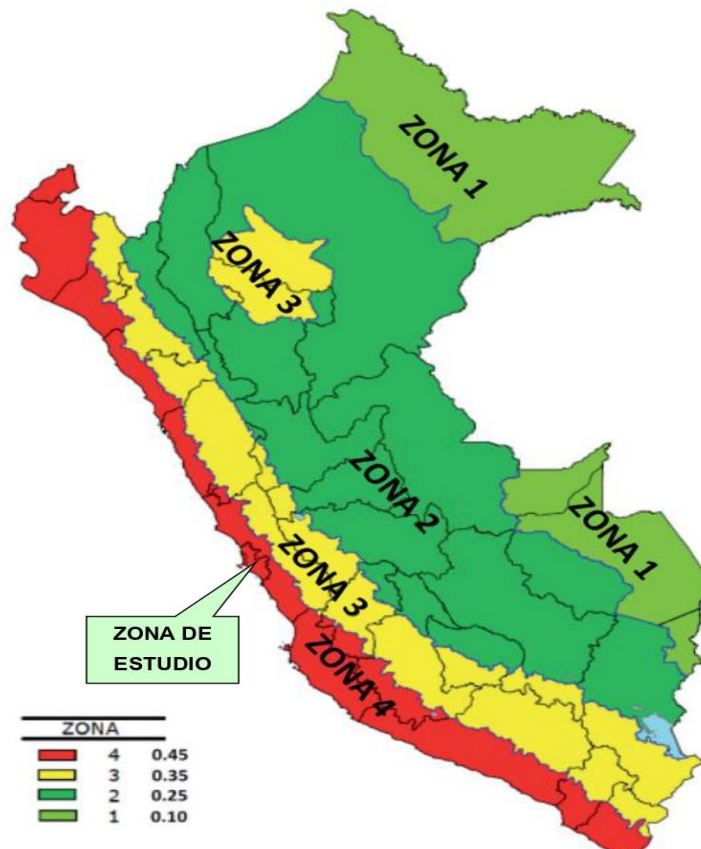 ZONA 1
ZONA 3
ZONA 2
ZONA 1
ZONA 3
ZONA DE
ESTUDIO
ZONA 4
ZONA
4 0.45
3 0.35
2 0.25
1 0.10